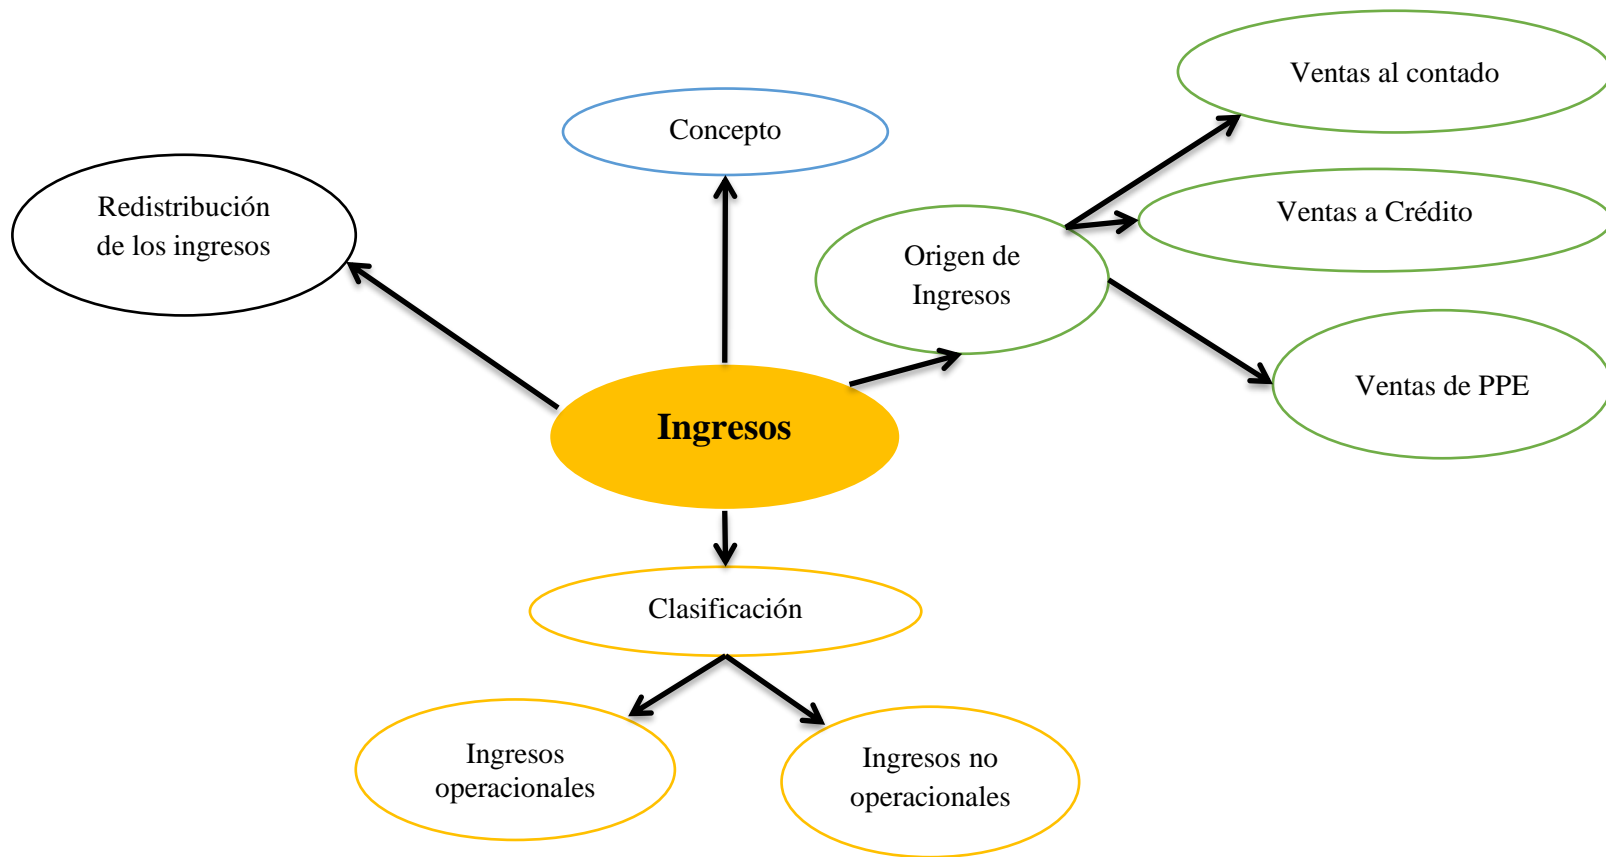 Ventas al contado
Concepto
Redistribución
de los ingresos
Ventas a Crédito
Origen de
Ingresos
Ventas de PPE
Ingresos
Clasificación
Ingresos
operacionales
Ingresos no
operacionales